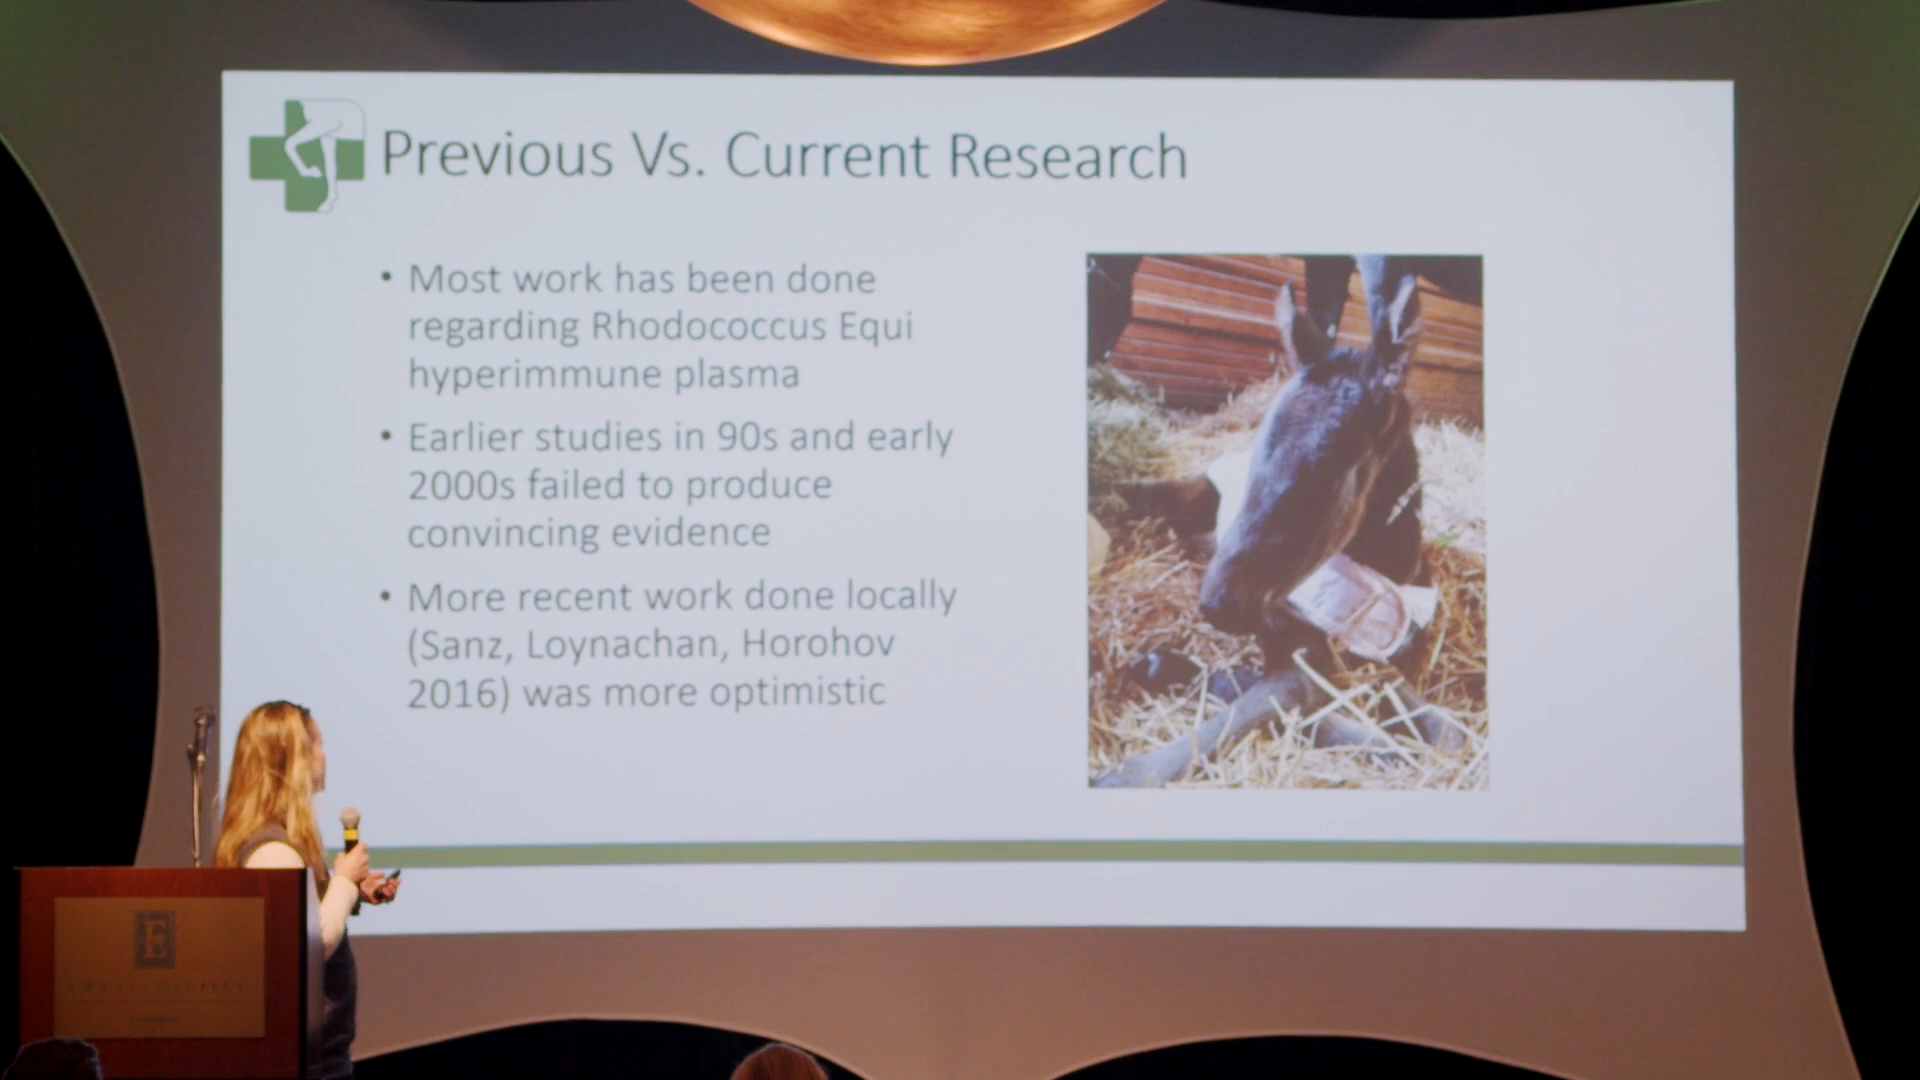 Previous Vs. Current Research
• Most work has been done
regarding Rhodococcus Equi
hyperimmune plasma
• Earlier studies in 90s and early
2000s failed to produce
convincing evidence
• More recent work done locally
(Sanz, Loynachan, Horohov
2016) was more optimistic
E